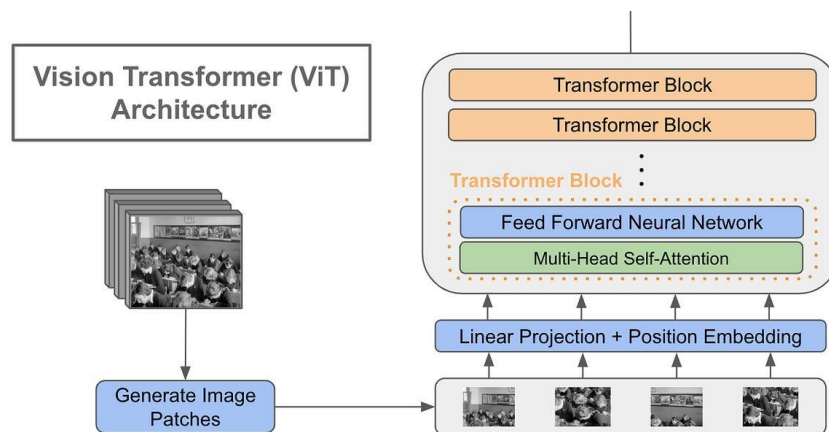 Vision Transformer (ViT)
Architecture
Transformer Block
Transformer Block
Transformer Block
Feed Forward Neural Network
Multi-Head Self-Attention
Linear Projection + Position Embedding
Generate Image
Patches